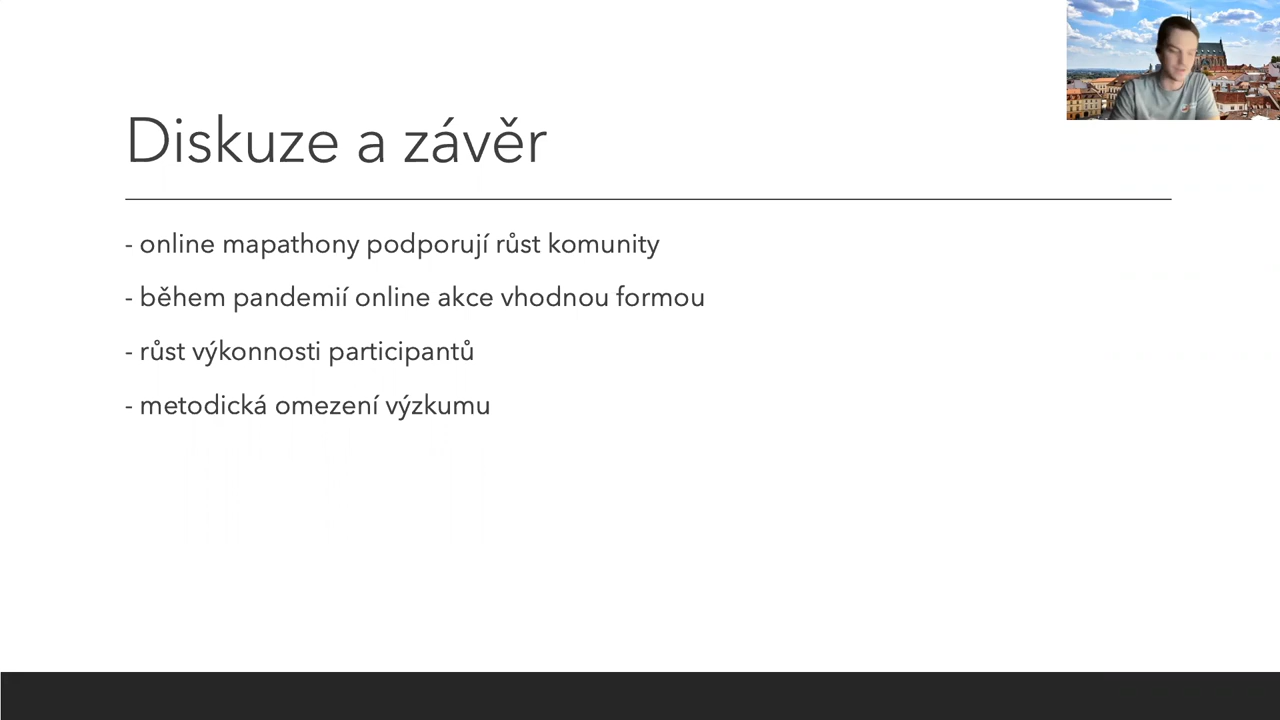 Diskuze a závěr
- online mapathony podporují růst komunity
- během pandemií online akce vhodnou formou
- růst výkonnosti participantů
- metodická omezení výzkumu